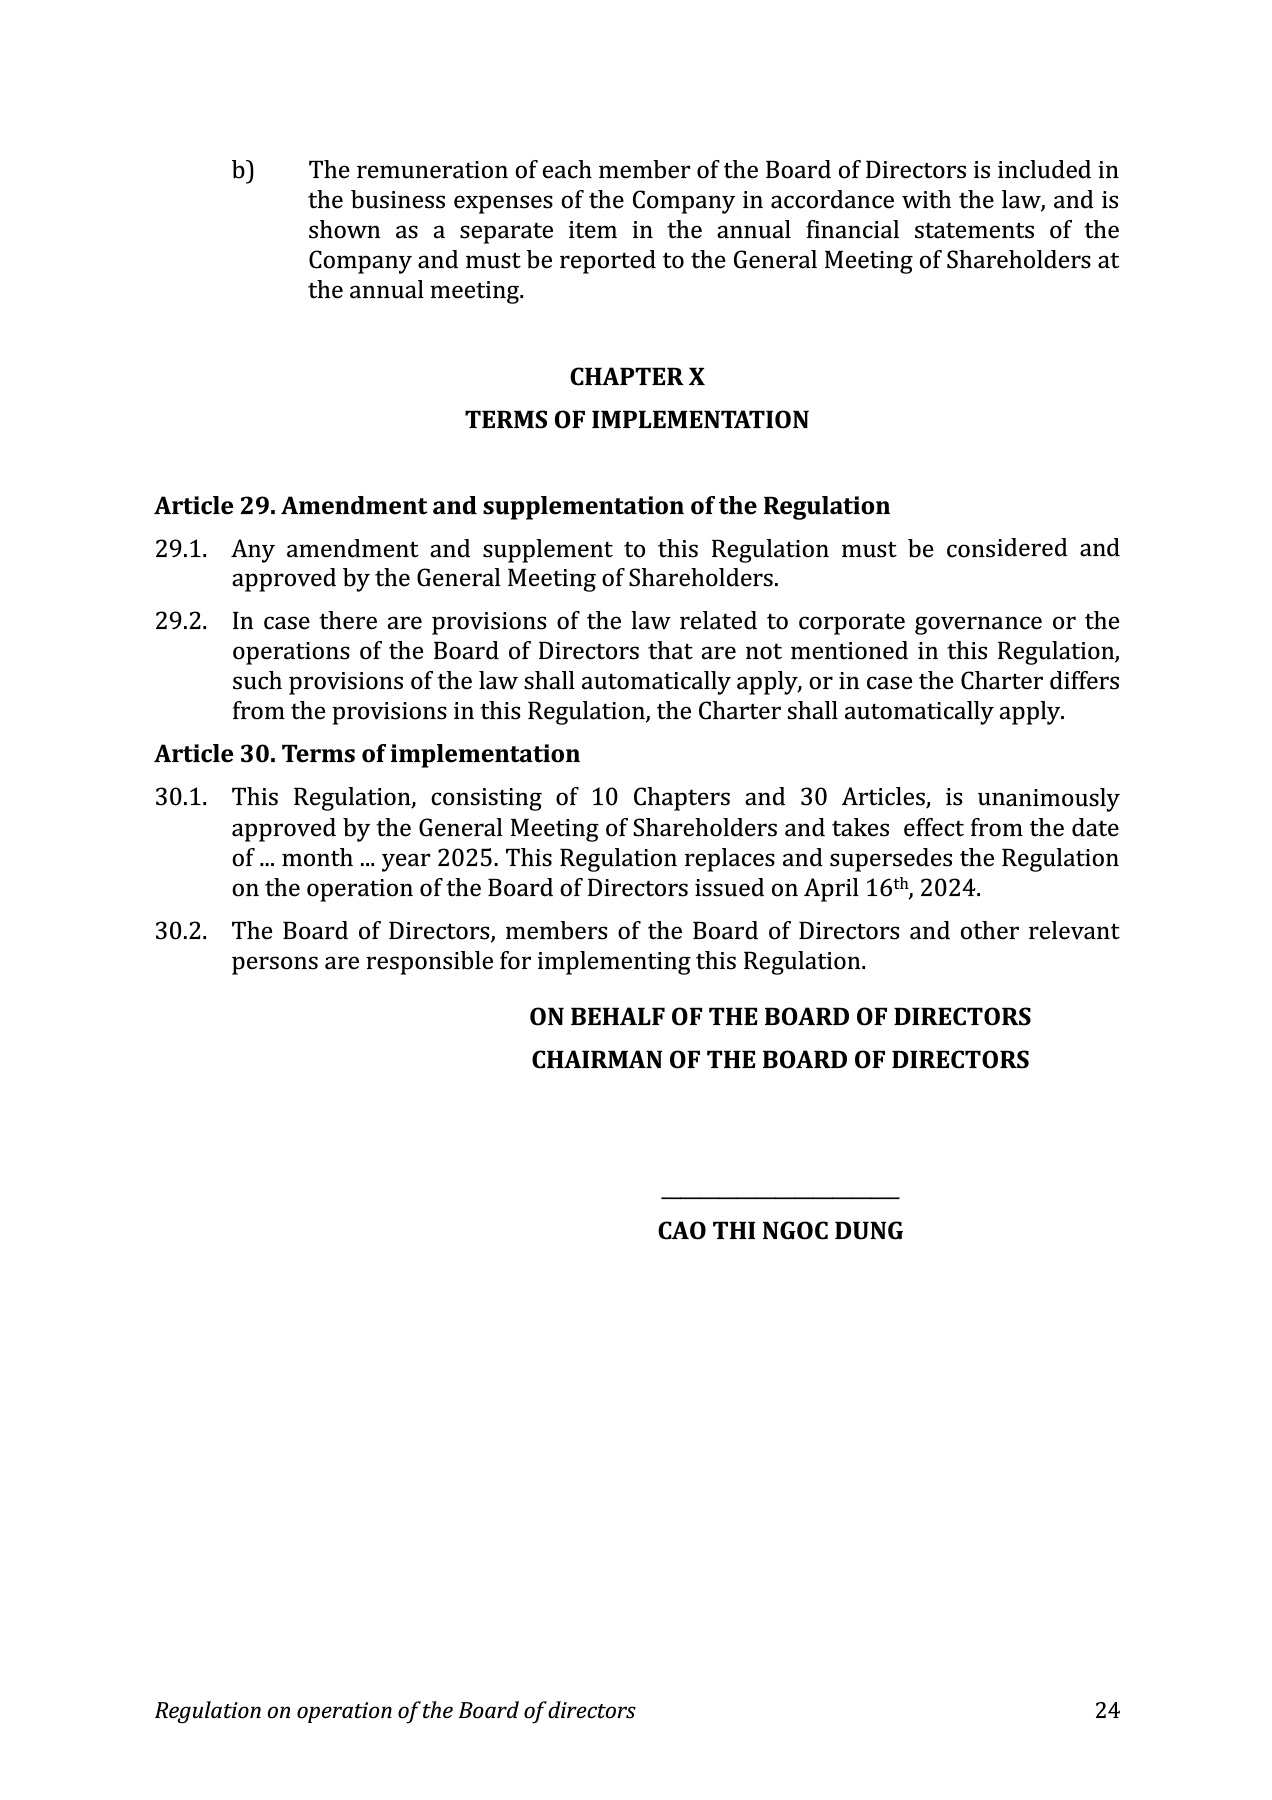 b) The remuneration of each member of the Board of Directors is included in
the business expenses of the Company in accordance with the law, and is
shown as a separate item in the annual financial statements of the
Company and must be reported to the General Meeting of Shareholders at
the annual meeting.
CHAPTER X
TERMS OF IMPLEMENTATION
Article 29. Amendment and supplementation of the Regulation
29.1. Any amendment and supplement to this Regulation must be considered and
approved by the General Meeting of Shareholders.
29.2. In case there are provisions of the law related to corporate governance or the
operations of the Board of Directors that are not mentioned in this Regulation,
such provisions of the law shall automatically apply, or in case the Charter differs
from the provisions in this Regulation, the Charter shall automatically apply.
Article 30. Terms of implementation
30.1. This Regulation, consisting of 10 Chapters and 30 Articles, is unanimously
approved by the General Meeting of Shareholders and takes effect from the date
of ... month ... year 2025. This Regulation replaces and supersedes the Regulation
on the operation of the Board of Directors issued on April 16th, 2024.
30.2. The Board of Directors, members of the Board of Directors and other relevant
persons are responsible for implementing this Regulation.
ON BEHALF OF THE BOARD OF DIRECTORS
CHAIRMAN OF THE BOARD OF DIRECTORS
CAO THI NGOC DUNG
Regulation on operation of the Board of directors 24